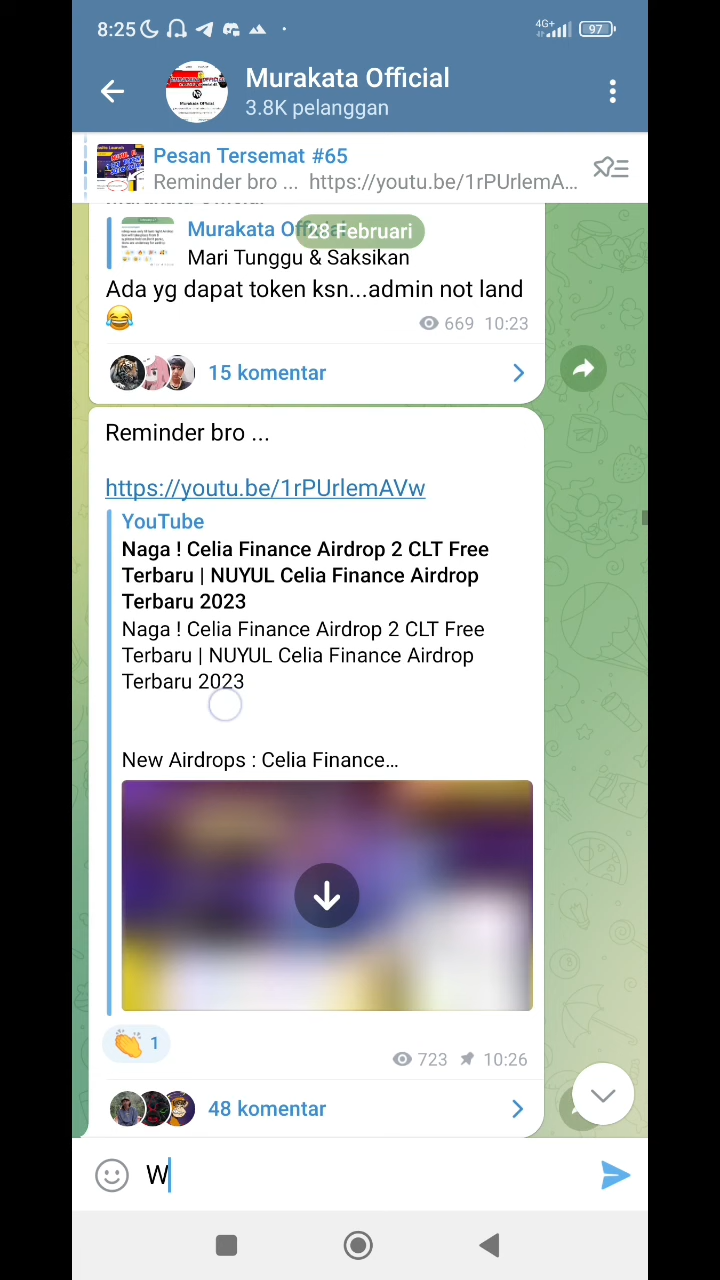 8:25
4G+
97
Murakata Official
3.8K pelanggan
Pesan Tersemat #65
Reminder bro ... https://youtu.be/1rPUrlemA...
28 Februari
Mari Tunggu & Saksikan
Ada yg dapat token ksn...admin not land
😂
669 10:23
15 komentar
Reminder bro ...
https://youtu.be/1rPUrlemAVw
YouTube
Naga ! Celia Finance Airdrop 2 CLT Free
Terbaru | NUYUL Celia Finance Airdrop
Terbaru 2023
Naga ! Celia Finance Airdrop 2 CLT Free
Terbaru | NUYUL Celia Finance Airdrop
Terbaru 2023
New Airdrops : Celia Finance...
👏 1
723 10:26
48 komentar
W